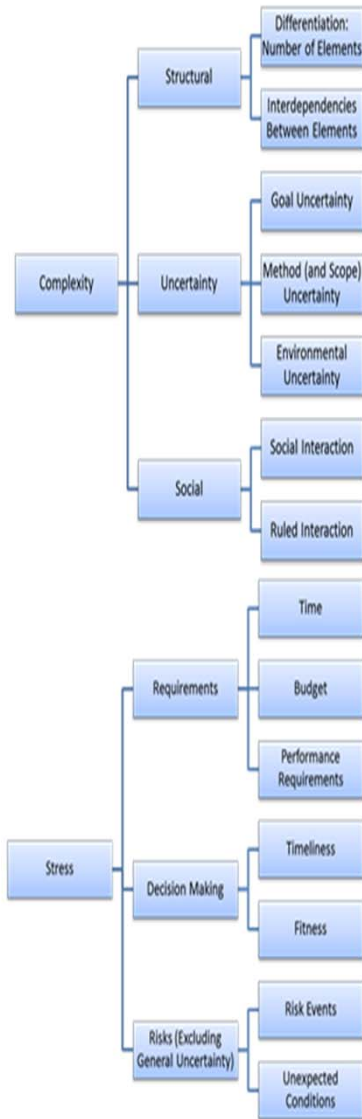 Complexity
Structural
Differentiation:
Number of Elements
Interdependencies
Between Elements
Uncertainty
Goal Uncertainty
Method (and Scope)
Uncertainty
Environmental
Uncertainty
Social
Social Interaction
Ruled Interaction
Stress
Requirements
Time
Budget
Performance
Requirements
Decision Making
Timeliness
Fitness
Risks (Excluding
General Uncertainty)
Risk Events
Unexpected
Conditions